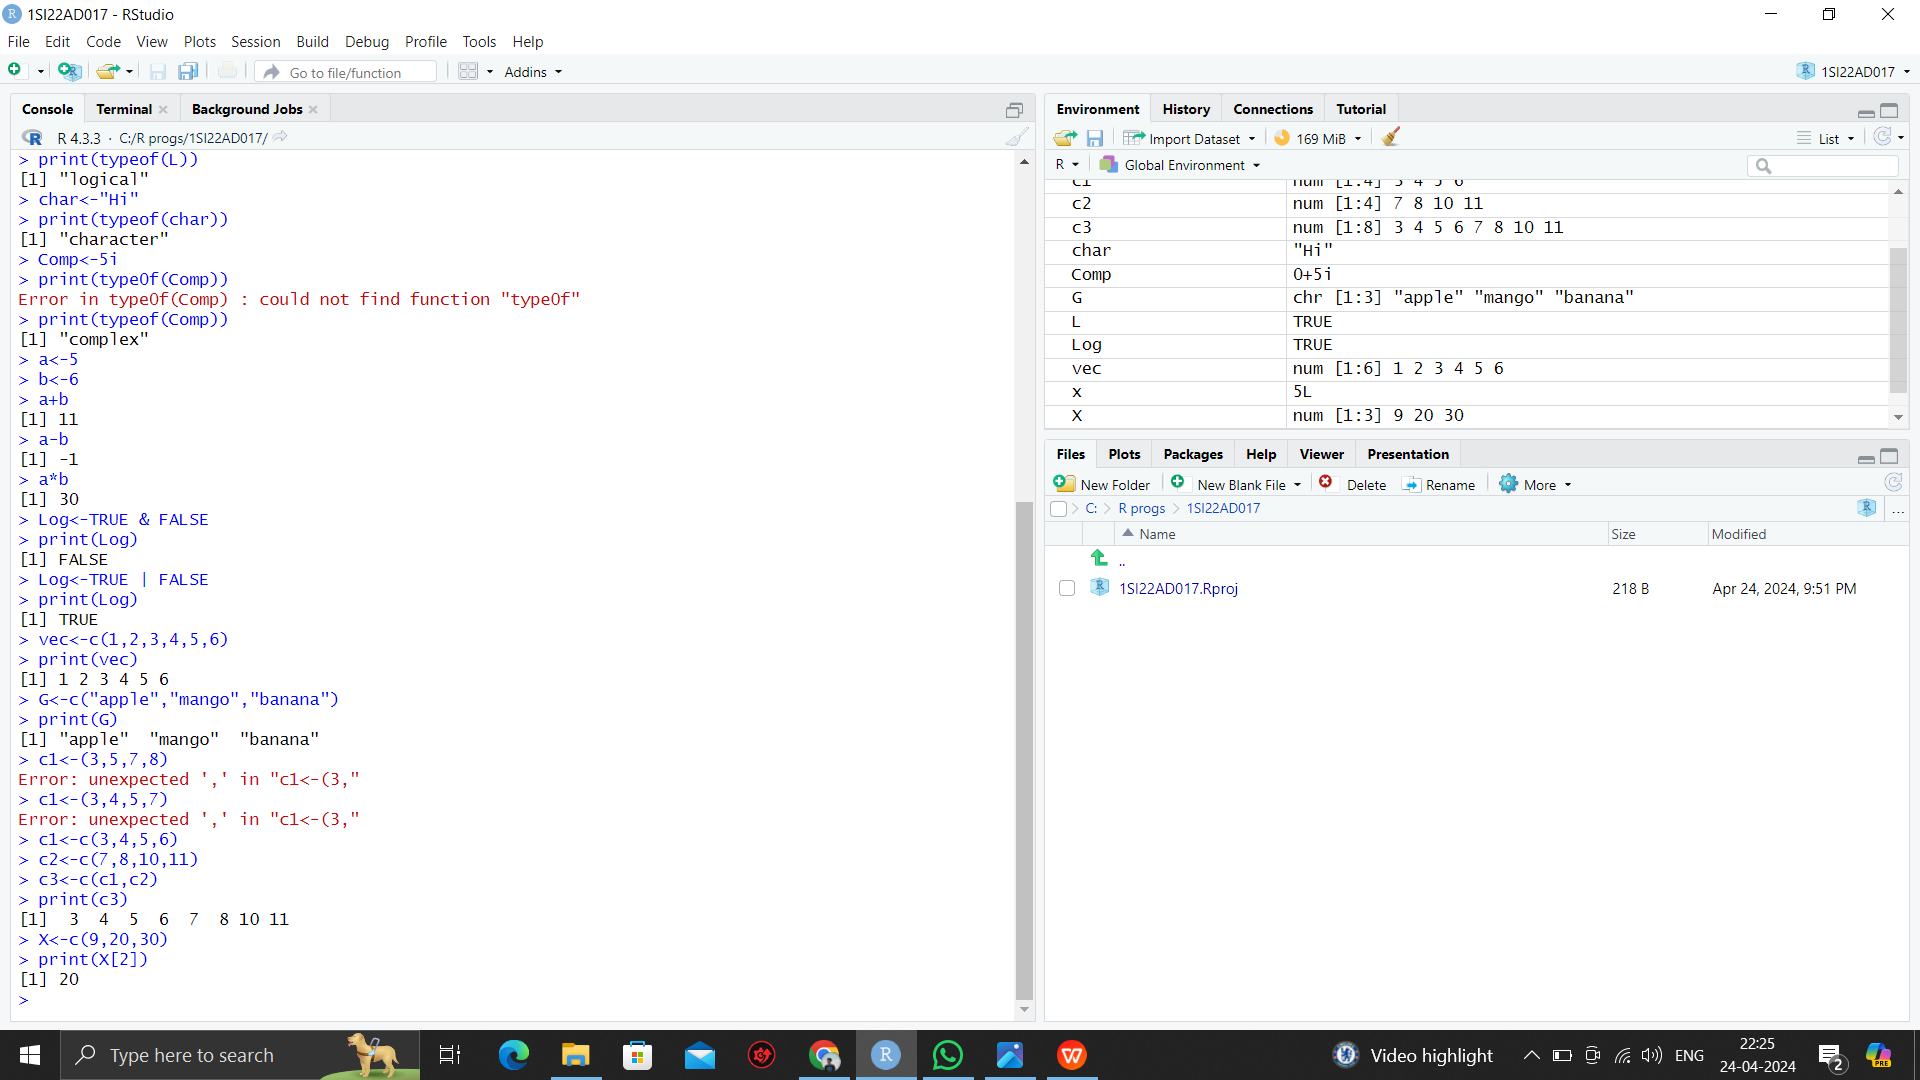 1SI22AD017 - RStudio
File Edit Code View Plots Session Build Debug Profile Tools Help
Go to file/function Addins 1SI22AD017
Console Terminal Background Jobs
R 4.3.3 · C:/R progs/1SI22AD017/
> print(typeof(L))
[1] "logical"
> char<-"Hi"
> print(typeof(char))
[1] "character"
> Comp<-5i
> print(typeOf(Comp))
Error in typeOf(Comp) : could not find function "typeOf"
> print(typeof(Comp))
[1] "complex"
> a<-5
> b<-6
> a+b
[1] 11
> a-b
[1] -1
> a*b
[1] 30
> Log<-TRUE & FALSE
> print(Log)
[1] FALSE
> Log<-TRUE | FALSE
> print(Log)
[1] TRUE
> vec<-c(1,2,3,4,5,6)
> print(vec)
[1] 1 2 3 4 5 6
> G<-c("apple","mango","banana")
> print(G)
[1] "apple"  "mango"  "banana"
> c1<-(3,5,7,8)
Error: unexpected ',' in "c1<-(3,"
> c1<-(3,4,5,7)
Error: unexpected ',' in "c1<-(3,"
> c1<-c(3,4,5,6)
> c2<-c(7,8,10,11)
> c3<-c(c1,c2)
> print(c3)
[1]  3  4  5  6  7  8 10 11
> X<-c(9,20,30)
> print(X[2])
[1] 20
>
Environment History Connections Tutorial
Import Dataset 169 MiB List
R Global Environment
c1 num [1:4] 3 4 5 6
c2 num [1:4] 7 8 10 11
c3 num [1:8] 3 4 5 6 7 8 10 11
char "Hi"
Comp 0+5i
G chr [1:3] "apple" "mango" "banana"
L TRUE
Log TRUE
vec num [1:6] 1 2 3 4 5 6
x 5L
X num [1:3] 9 20 30
Files Plots Packages Help Viewer Presentation
New Folder New Blank File Delete Rename More
C: R progs 1SI22AD017 ...
Name Size Modified
..
1SI22AD017.Rproj 218 B Apr 24, 2024, 9:51 PM
Type here to search
Video highlight ENG 22:25
24-04-2024
2
PRE